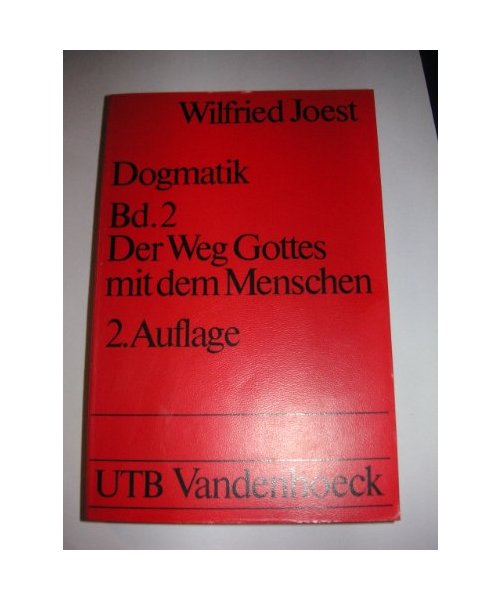 Wilfried Joest
Dogmatik
Bd.2
Der Weg Gottes
mit dem Menschen
2.Auflage
UTB Vandenhoeck